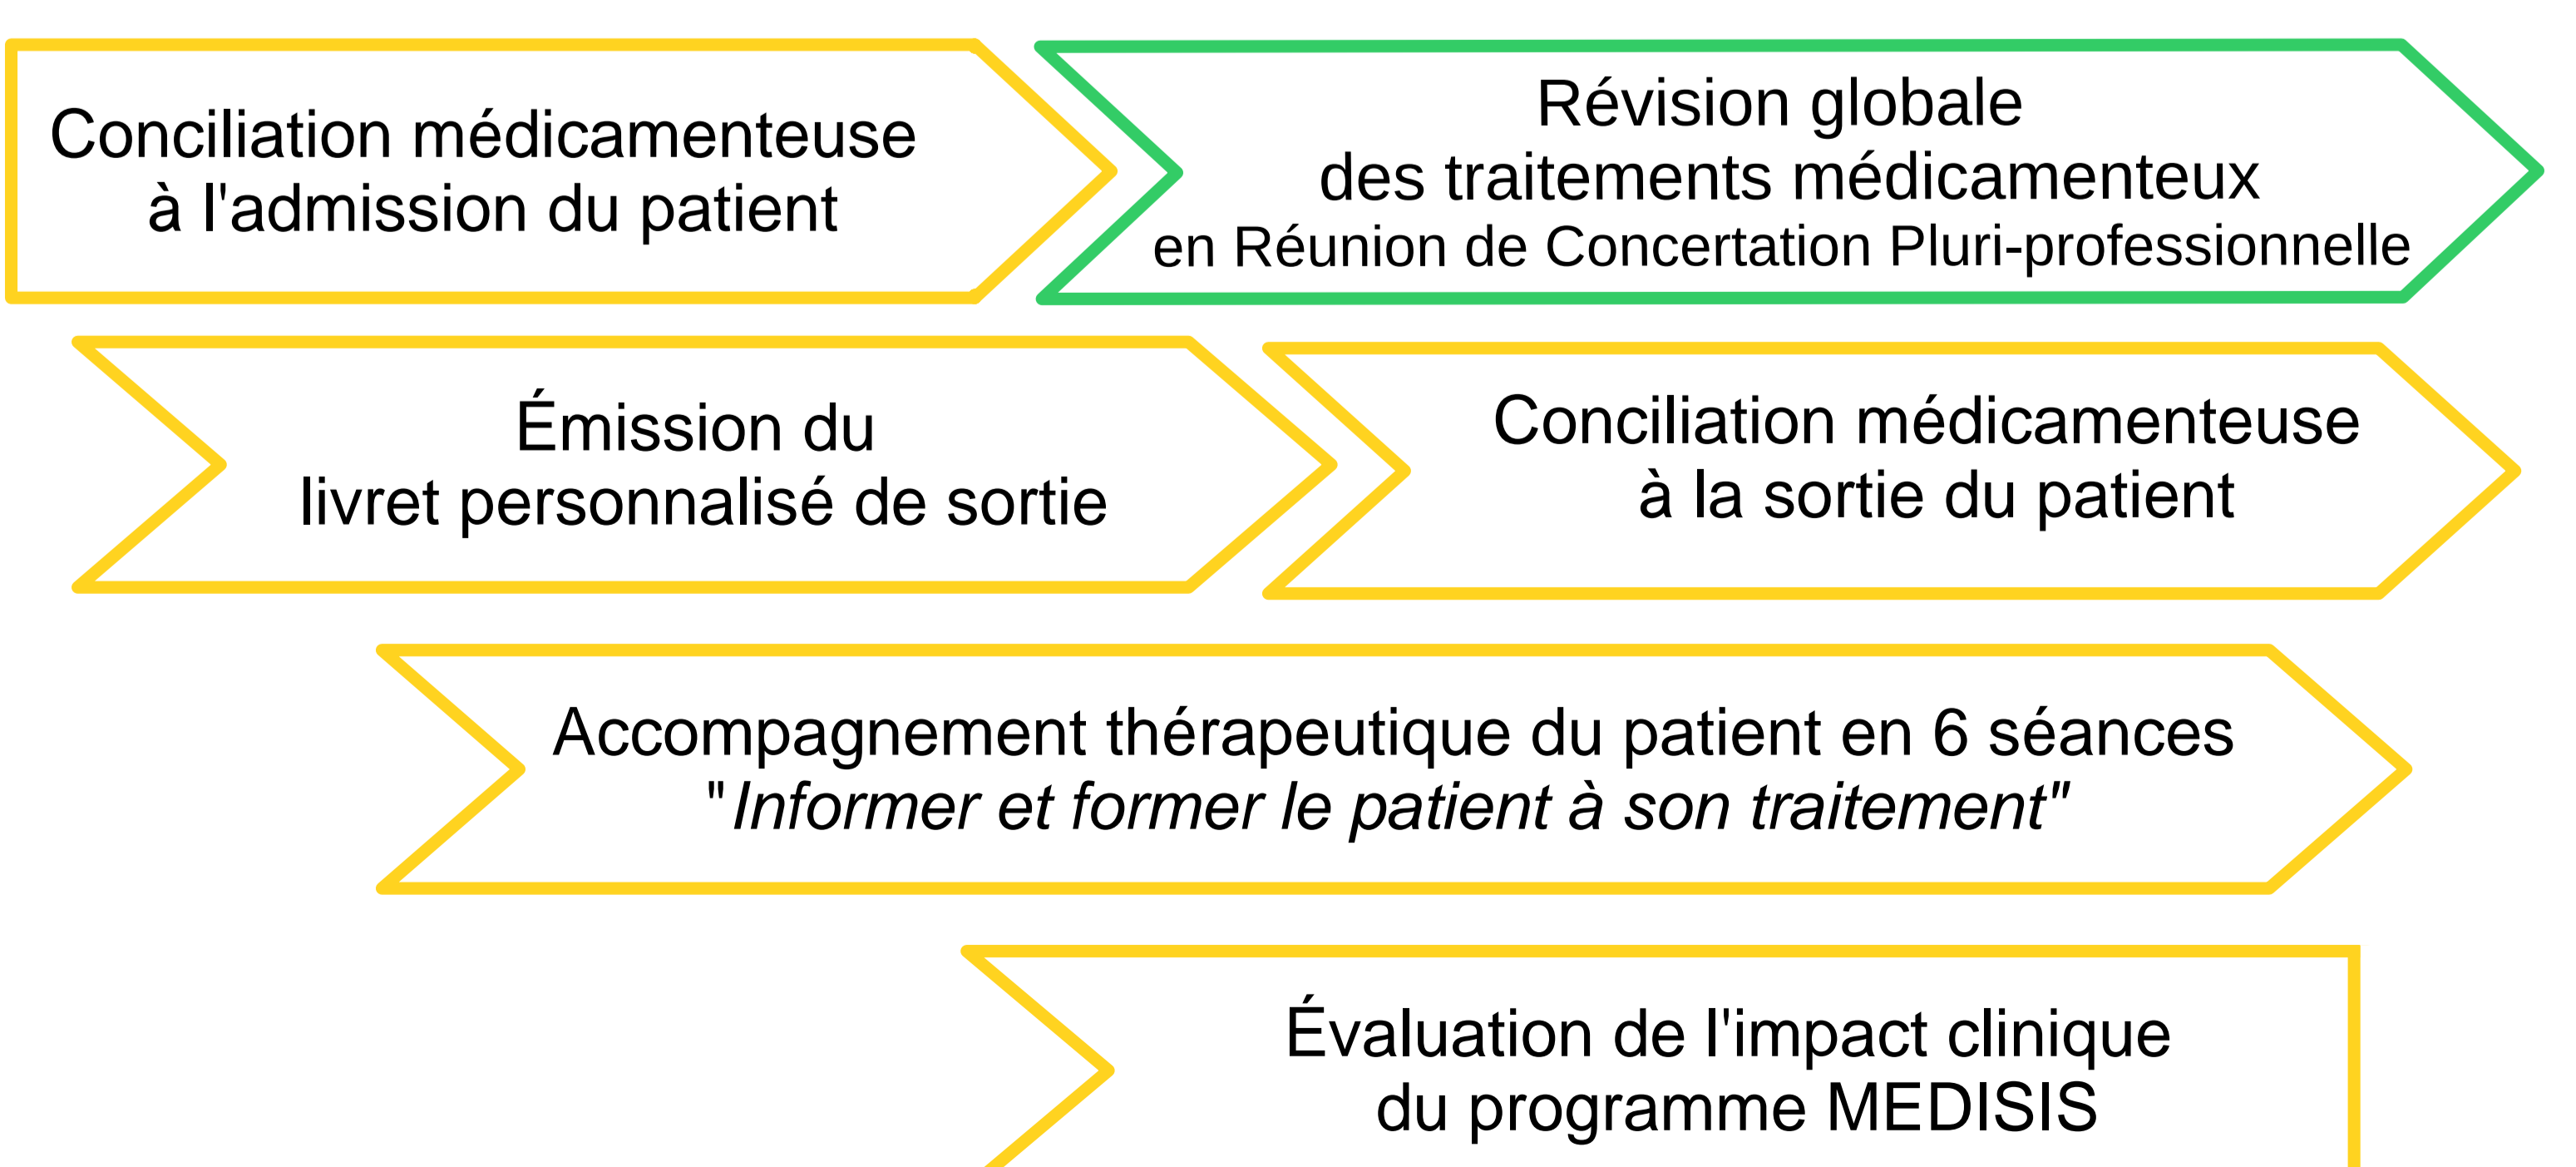 Conciliation médicamenteuse
à l'admission du patient
Révision globale
des traitements médicamenteux
en Réunion de Concertation Pluri-professionnelle
Émission du
livret personnalisé de sortie
Conciliation médicamenteuse
à la sortie du patient
Accompagnement thérapeutique du patient en 6 séances
"Informer et former le patient à son traitement"
Évaluation de l'impact clinique
du programme MEDISIS